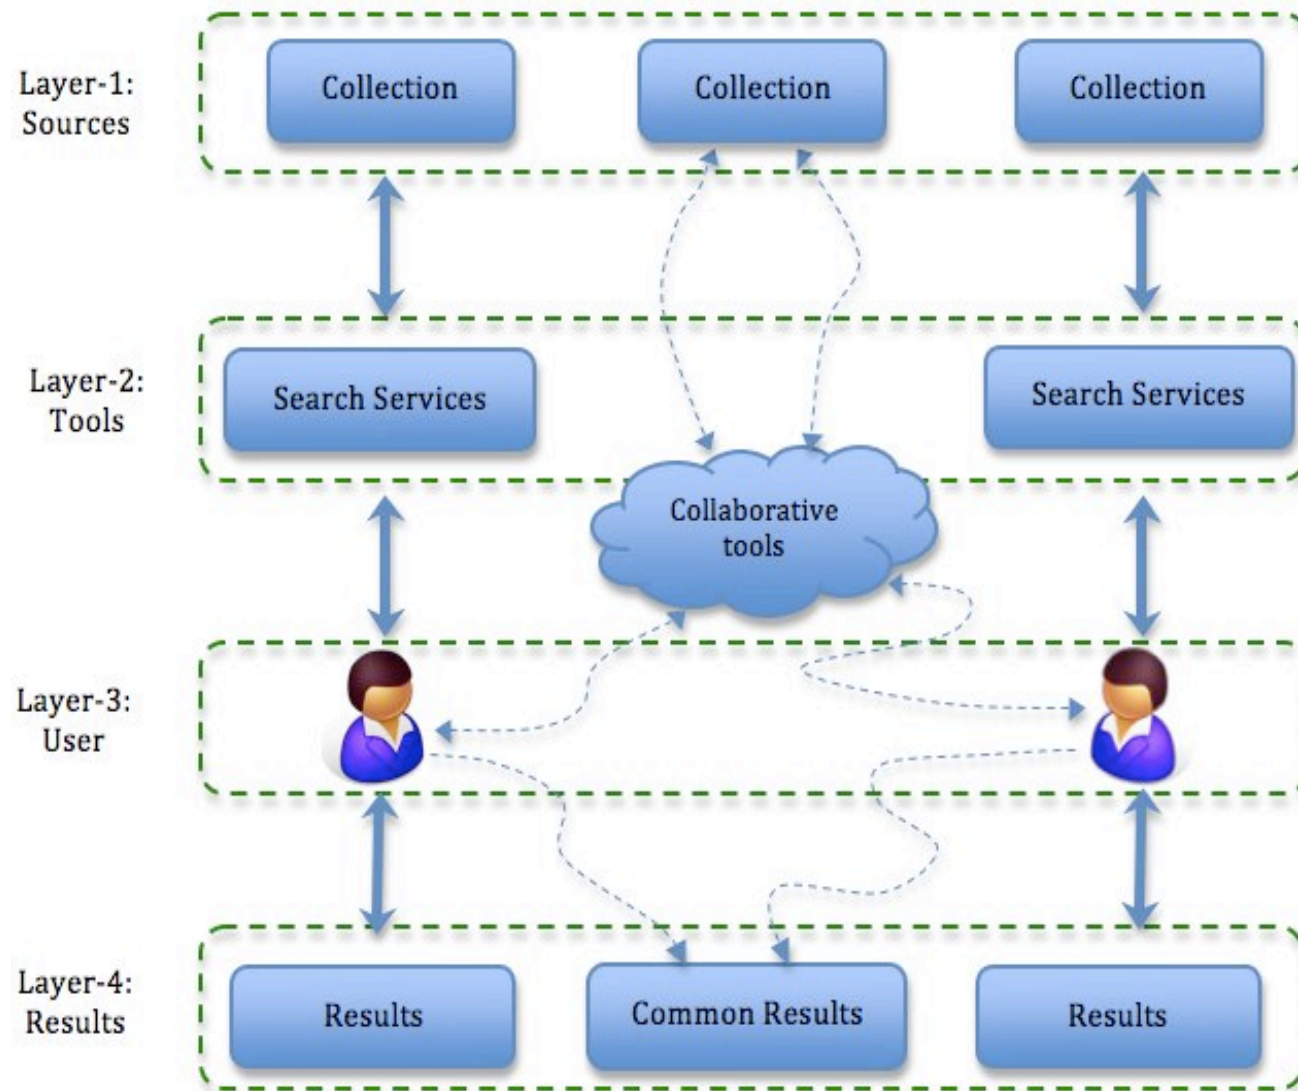 Layer-1:
Sources
Collection
Collection
Collection
Layer-2:
Tools
Search Services
Search Services
Collaborative
tools
Layer-3:
User
Layer-4:
Results
Results
Common Results
Results